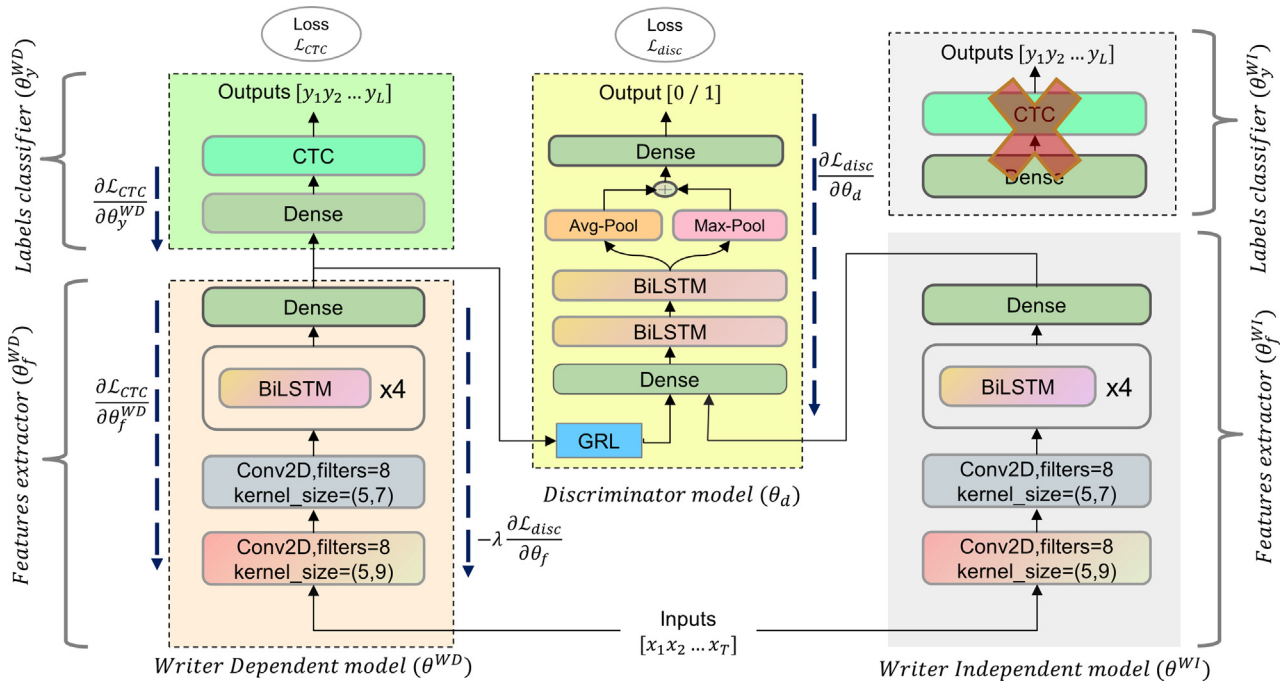 Loss
ℒ_CTC
Labels classifier (θ_y^WD)
Outputs [y₁y₂ … y_L]
CTC
Dense
∂ℒ_CTC
∂θ_y^WD
Features extractor (θ_f^WD)
Dense
BiLSTM
x4
Conv2D,filters=8
kernel_size=(5,7)
Conv2D,filters=8
kernel_size=(5,9)
∂ℒ_CTC
∂θ_f^WD
−λ ∂ℒ_disc
∂θ_f
Writer Dependent model (θ^WD)
Loss
ℒ_disc
Output [0 / 1]
Dense
Avg-Pool
Max-Pool
BiLSTM
BiLSTM
Dense
GRL
∂ℒ_disc
∂θ_d
Discriminator model (θ_d)
Inputs
[x₁x₂ … x_T]
Outputs [y₁y₂ … y_L]
CTC
Dense
Labels classifier (θ_y^WI)
Dense
BiLSTM
x4
Conv2D,filters=8
kernel_size=(5,7)
Conv2D,filters=8
kernel_size=(5,9)
Features extractor (θ_f^WI)
Writer Independent model (θ^WI)